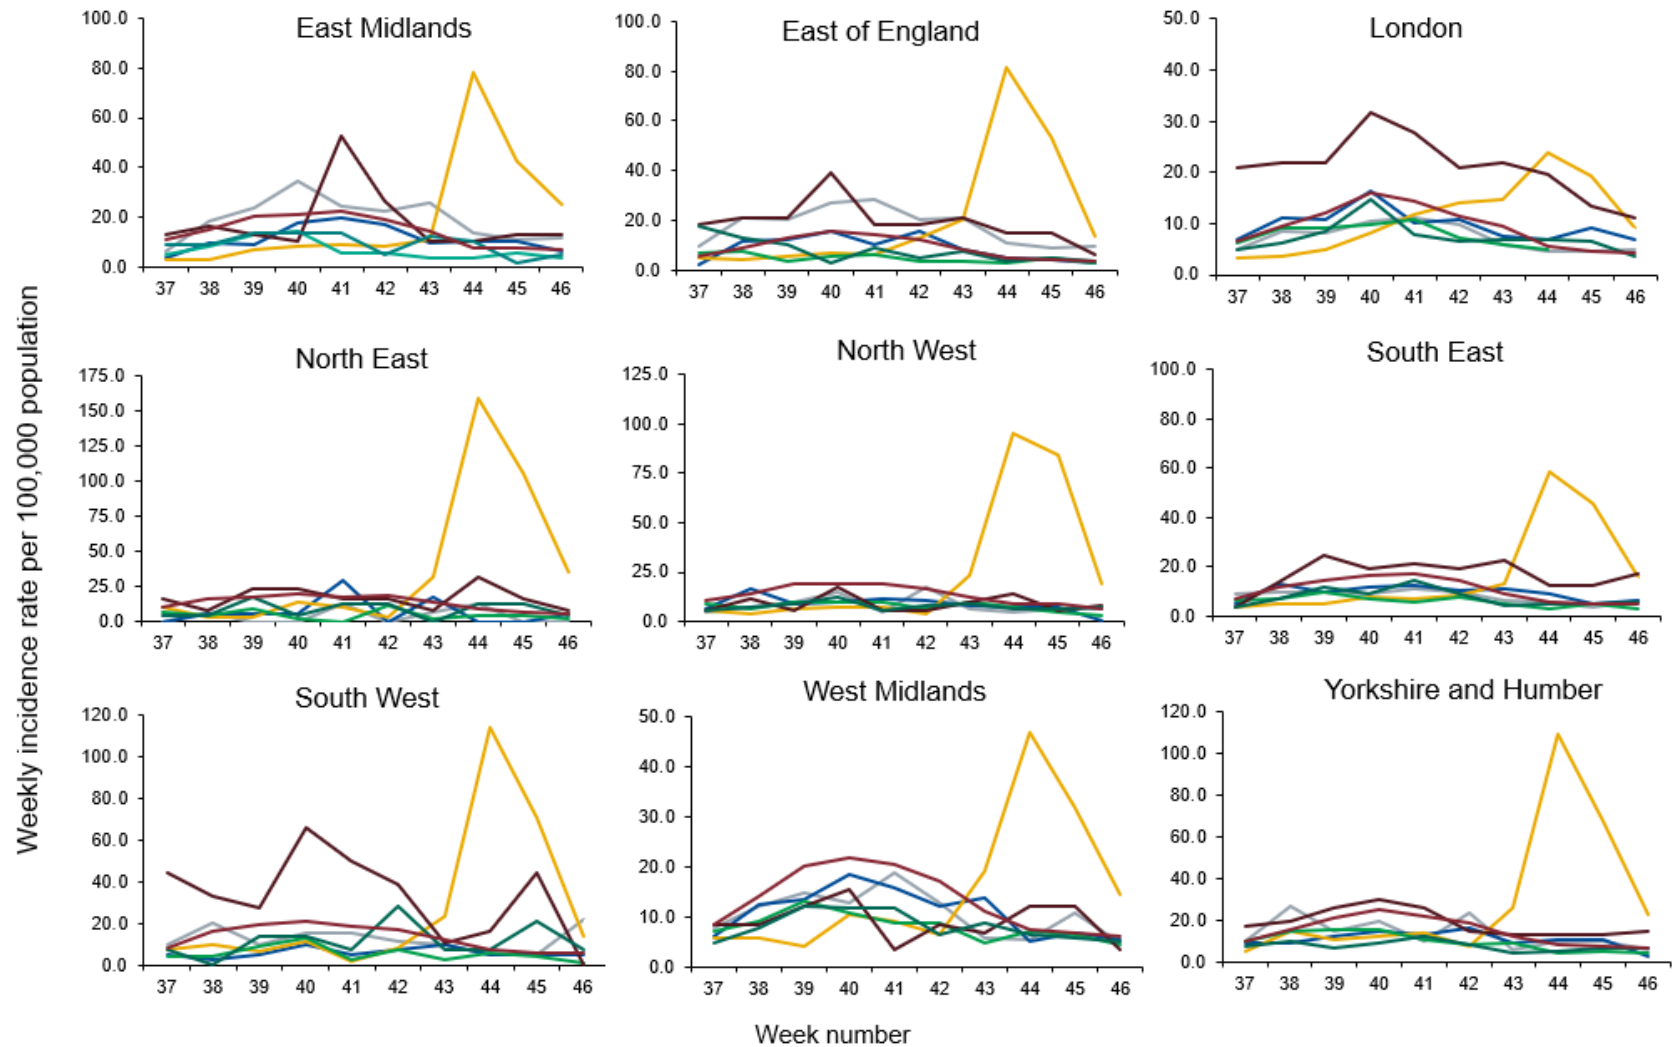 Weekly incidence rate per 100,000 population
East Midlands
100.0
80.0
60.0
40.0
20.0
0.0
37 38 39 40 41 42 43 44 45 46
East of England
100.0
80.0
60.0
40.0
20.0
0.0
37 38 39 40 41 42 43 44 45 46
London
50.0
40.0
30.0
20.0
10.0
0.0
37 38 39 40 41 42 43 44 45 46
North East
175.0
150.0
125.0
100.0
75.0
50.0
25.0
0.0
37 38 39 40 41 42 43 44 45 46
North West
125.0
100.0
75.0
50.0
25.0
0.0
37 38 39 40 41 42 43 44 45 46
South East
100.0
80.0
60.0
40.0
20.0
0.0
37 38 39 40 41 42 43 44 45 46
South West
120.0
100.0
80.0
60.0
40.0
20.0
0.0
37 38 39 40 41 42 43 44 45 46
West Midlands
50.0
40.0
30.0
20.0
10.0
0.0
37 38 39 40 41 42 43 44 45 46
Yorkshire and Humber
120.0
100.0
80.0
60.0
40.0
20.0
0.0
37 38 39 40 41 42 43 44 45 46
Week number